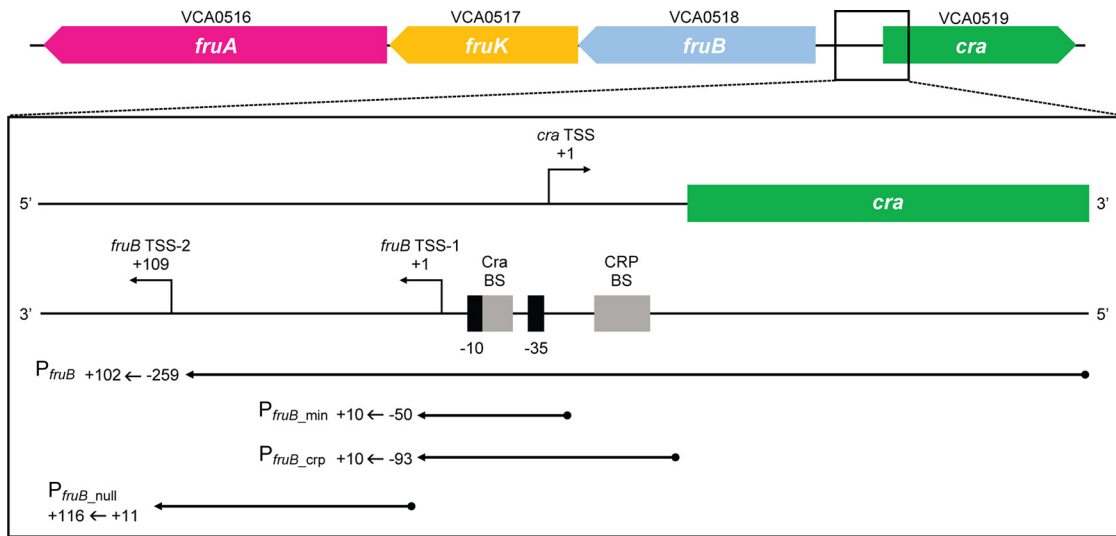 VCA0516 VCA0517 VCA0518 VCA0519
fruA fruK fruB cra
cra TSS
+1
5’ cra 3’
fruB TSS-2 fruB TSS-1 Cra CRP
+109 +1 BS BS
3’ 5’
-10 -35
PfruB +102 ← -259
PfruB_min +10 ← -50
PfruB_crp +10 ← -93
PfruB_null
+116 ← +11